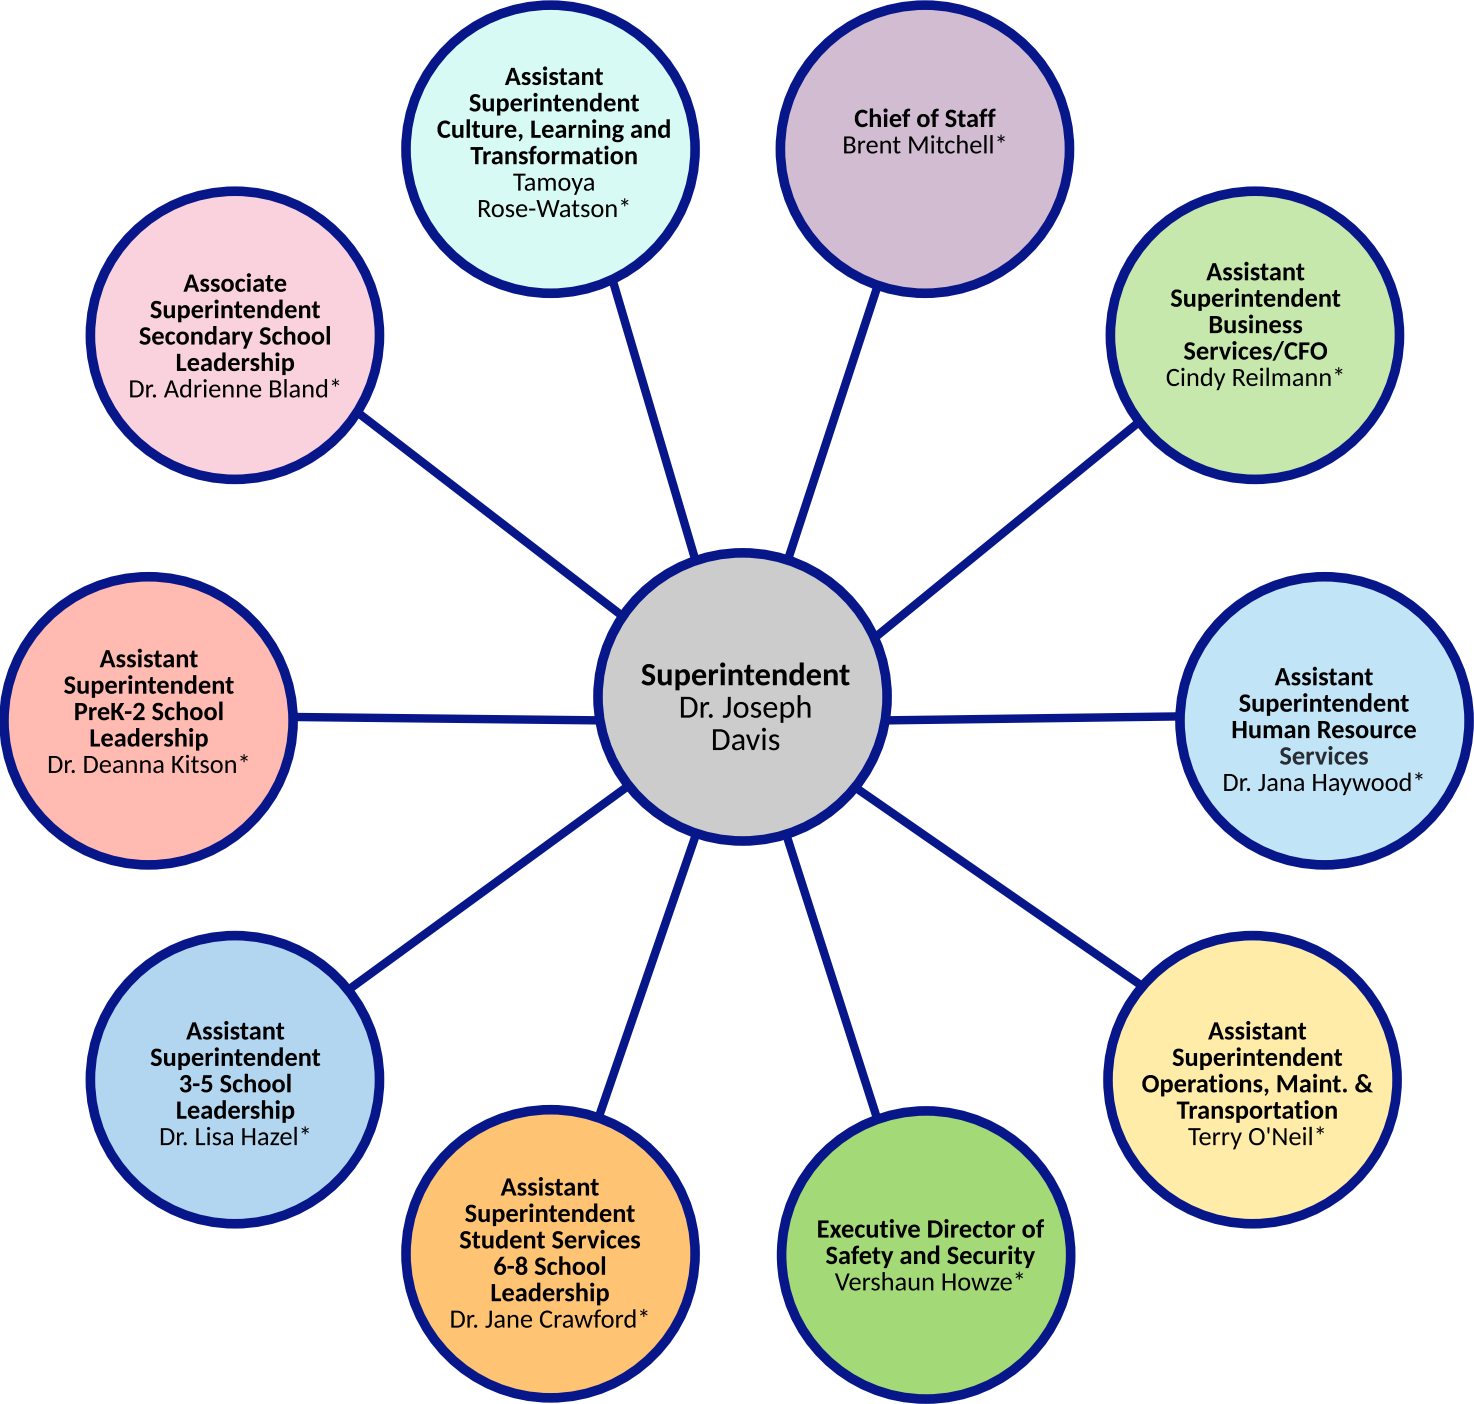 Assistant
Superintendent
Culture, Learning and
Transformation
Tamoya
Rose-Watson*
Chief of Staff
Brent Mitchell*
Associate
Superintendent
Secondary School
Leadership
Dr. Adrienne Bland*
Assistant
Superintendent
Business
Services/CFO
Cindy Reilmann*
Assistant
Superintendent
PreK-2 School
Leadership
Dr. Deanna Kitson*
Superintendent
Dr. Joseph
Davis
Assistant
Superintendent
Human Resource
Services
Dr. Jana Haywood*
Assistant
Superintendent
3-5 School
Leadership
Dr. Lisa Hazel*
Assistant
Superintendent
Operations, Maint. &
Transportation
Terry O'Neil*
Assistant
Superintendent
Student Services
6-8 School
Leadership
Dr. Jane Crawford*
Executive Director of
Safety and Security
Vershaun Howze*